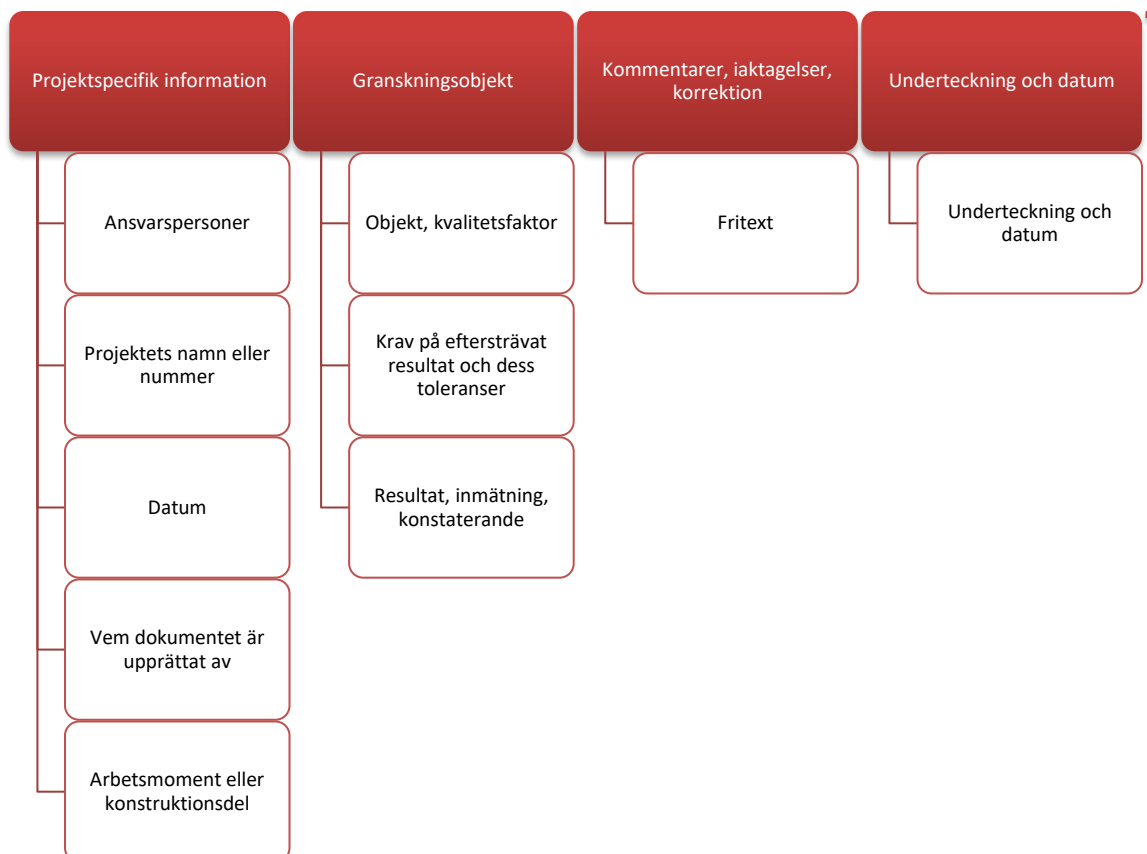 Projektspecifik information
Ansvarspersoner
Projektets namn eller
nummer
Datum
Vem dokumentet är
upprättat av
Arbetsmoment eller
konstruktionsdel
Granskningsobjekt
Objekt, kvalitetsfaktor
Krav på eftersträvat
resultat och dess
toleranser
Resultat, inmätning,
konstaterande
Kommentarer, iaktagelser,
korrektion
Fritext
Underteckning och datum
Underteckning och
datum